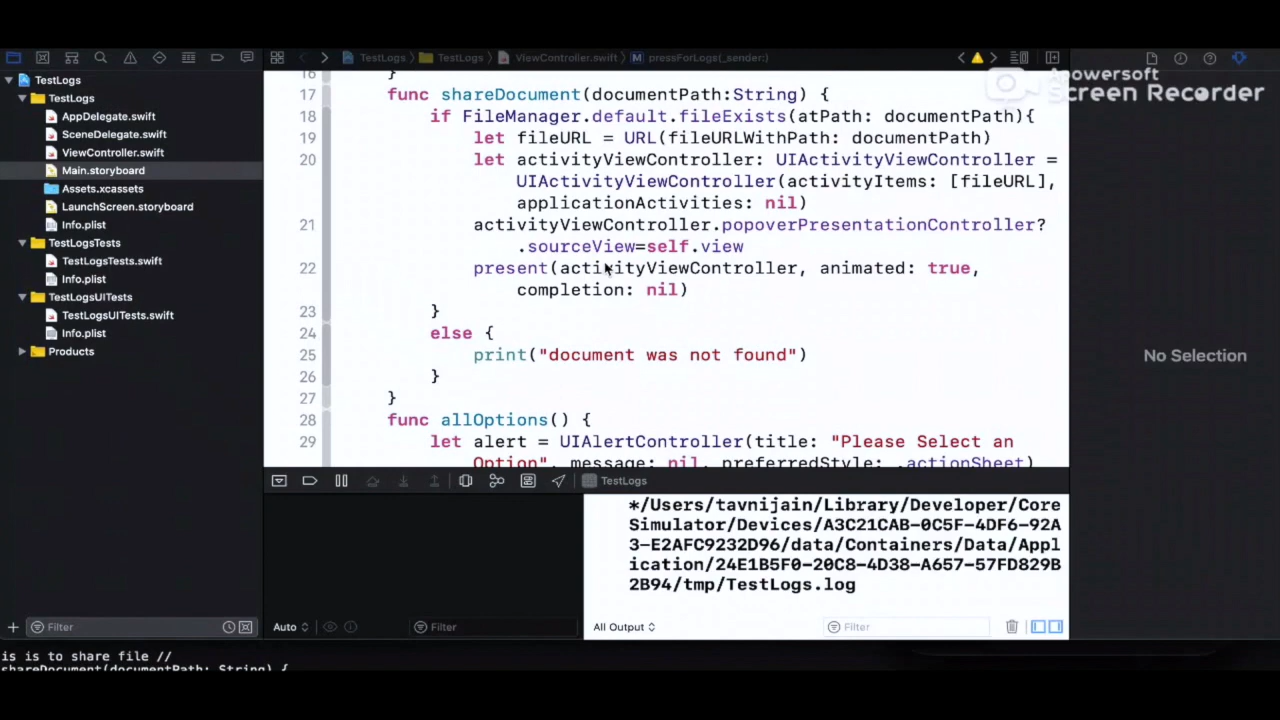 TestLogs
TestLogs
AppDelegate.swift
SceneDelegate.swift
ViewController.swift
Main.storyboard
Assets.xcassets
LaunchScreen.storyboard
Info.plist
TestLogsTests
TestLogsTests.swift
Info.plist
TestLogsUITests
TestLogsUITests.swift
Info.plist
Products
Filter
TestLogs TestLogs ViewController.swift M pressForLogs(_sender:)
16 }
17 func shareDocument(documentPath:String) {
18 if FileManager.default.fileExists(atPath: documentPath){
19 let fileURL = URL(fileURLWithPath: documentPath)
20 let activityViewController: UIActivityViewController =
UIActivityViewController(activityItems: [fileURL],
applicationActivities: nil)
21 activityViewController.popoverPresentationController?
.sourceView=self.view
22 present(activityViewController, animated: true,
completion: nil)
23 }
24 else {
25 print("document was not found")
26 }
27 }
28 func allOptions() {
29 let alert = UIAlertController(title: "Please Select an
Option", message: nil, preferredStyle: .actionSheet)
TestLogs
*/Users/tavnijain/Library/Developer/Core
Simulator/Devices/A3C21CAB-0C5F-4DF6-92A
3-E2AFC9232D96/data/Containers/Data/Appl
ication/24E1B5F0-20C8-4D38-A657-57FD829B
2B94/tmp/TestLogs.log
Auto
Filter
All Output
Filter
Apowersoft
Screen Recorder
No Selection
is is to share file //
shareDocument(documentPath: String) {